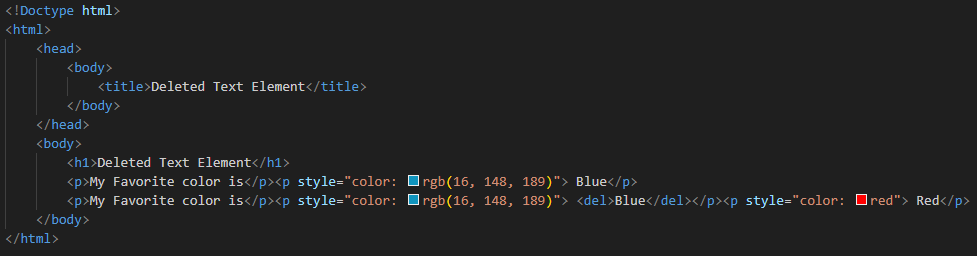 <!Doctype html>
<html>
    <head>
        <body>
            <title>Deleted Text Element</title>
        </body>
    </head>
    <body>
        <h1>Deleted Text Element</h1>
        <p>My Favorite color is</p><p style="color: rgb(16, 148, 189)"> Blue</p>
        <p>My Favorite color is</p><p style="color: rgb(16, 148, 189)"> <del>Blue</del></p><p style="color: red"> Red</p>
    </body>
</html>